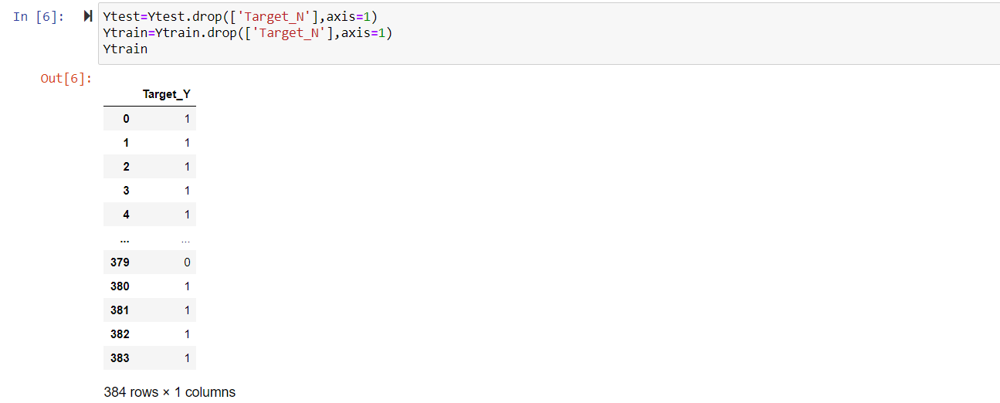 In [6]: Ytest=Ytest.drop(['Target_N'],axis=1)
Ytrain=Ytrain.drop(['Target_N'],axis=1)
Ytrain
Out[6]:
Target_Y
0 1
1 1
2 1
3 1
4 1
... ...
379 0
380 1
381 1
382 1
383 1
384 rows × 1 columns